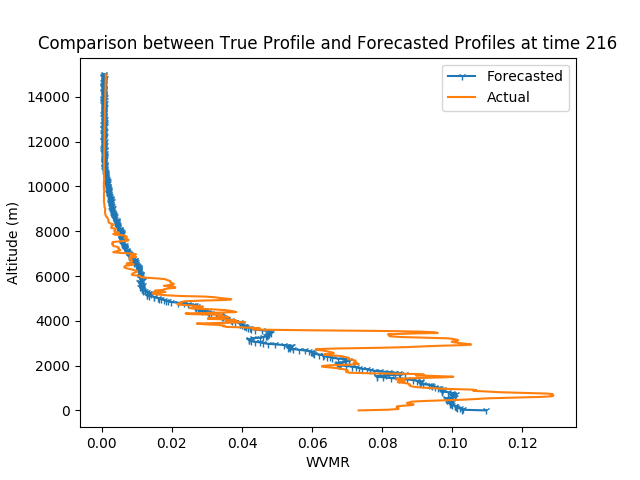 Comparison between True Profile and Forecasted Profiles at time 216
Forecasted
Actual
14000
12000
10000
8000
6000
4000
2000
0
Altitude (m)
0.00 0.02 0.04 0.06 0.08 0.10 0.12
WVMR